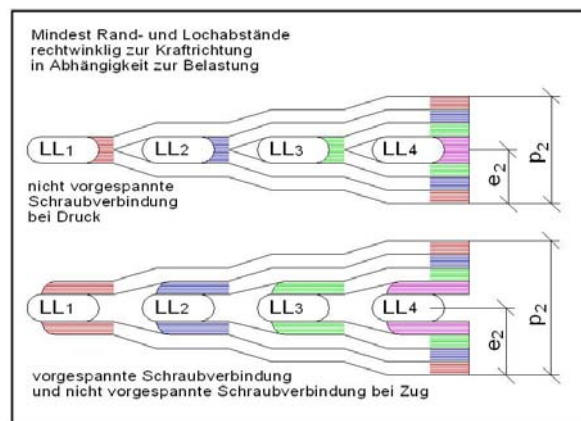 Mindest Rand- und Lochabstände
rechtwinklig zur Kraftrichtung
in Abhängigkeit zur Belastung
LL1 LL2 LL3 LL4
e2 p2
nicht vorgespannte
Schraubverbindung
bei Druck
LL1 LL2 LL3 LL4
e2 p2
vorgespannte Schraubverbindung
und nicht vorgespannte Schraubverbindung bei Zug